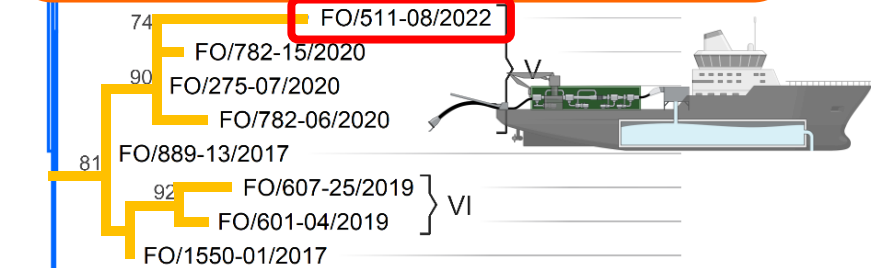 74 FO/511-08/2022
FO/782-15/2020
V
90 FO/275-07/2020
FO/782-06/2020
81 FO/889-13/2017
92 FO/607-25/2019
VI
FO/601-04/2019
FO/1550-01/2017